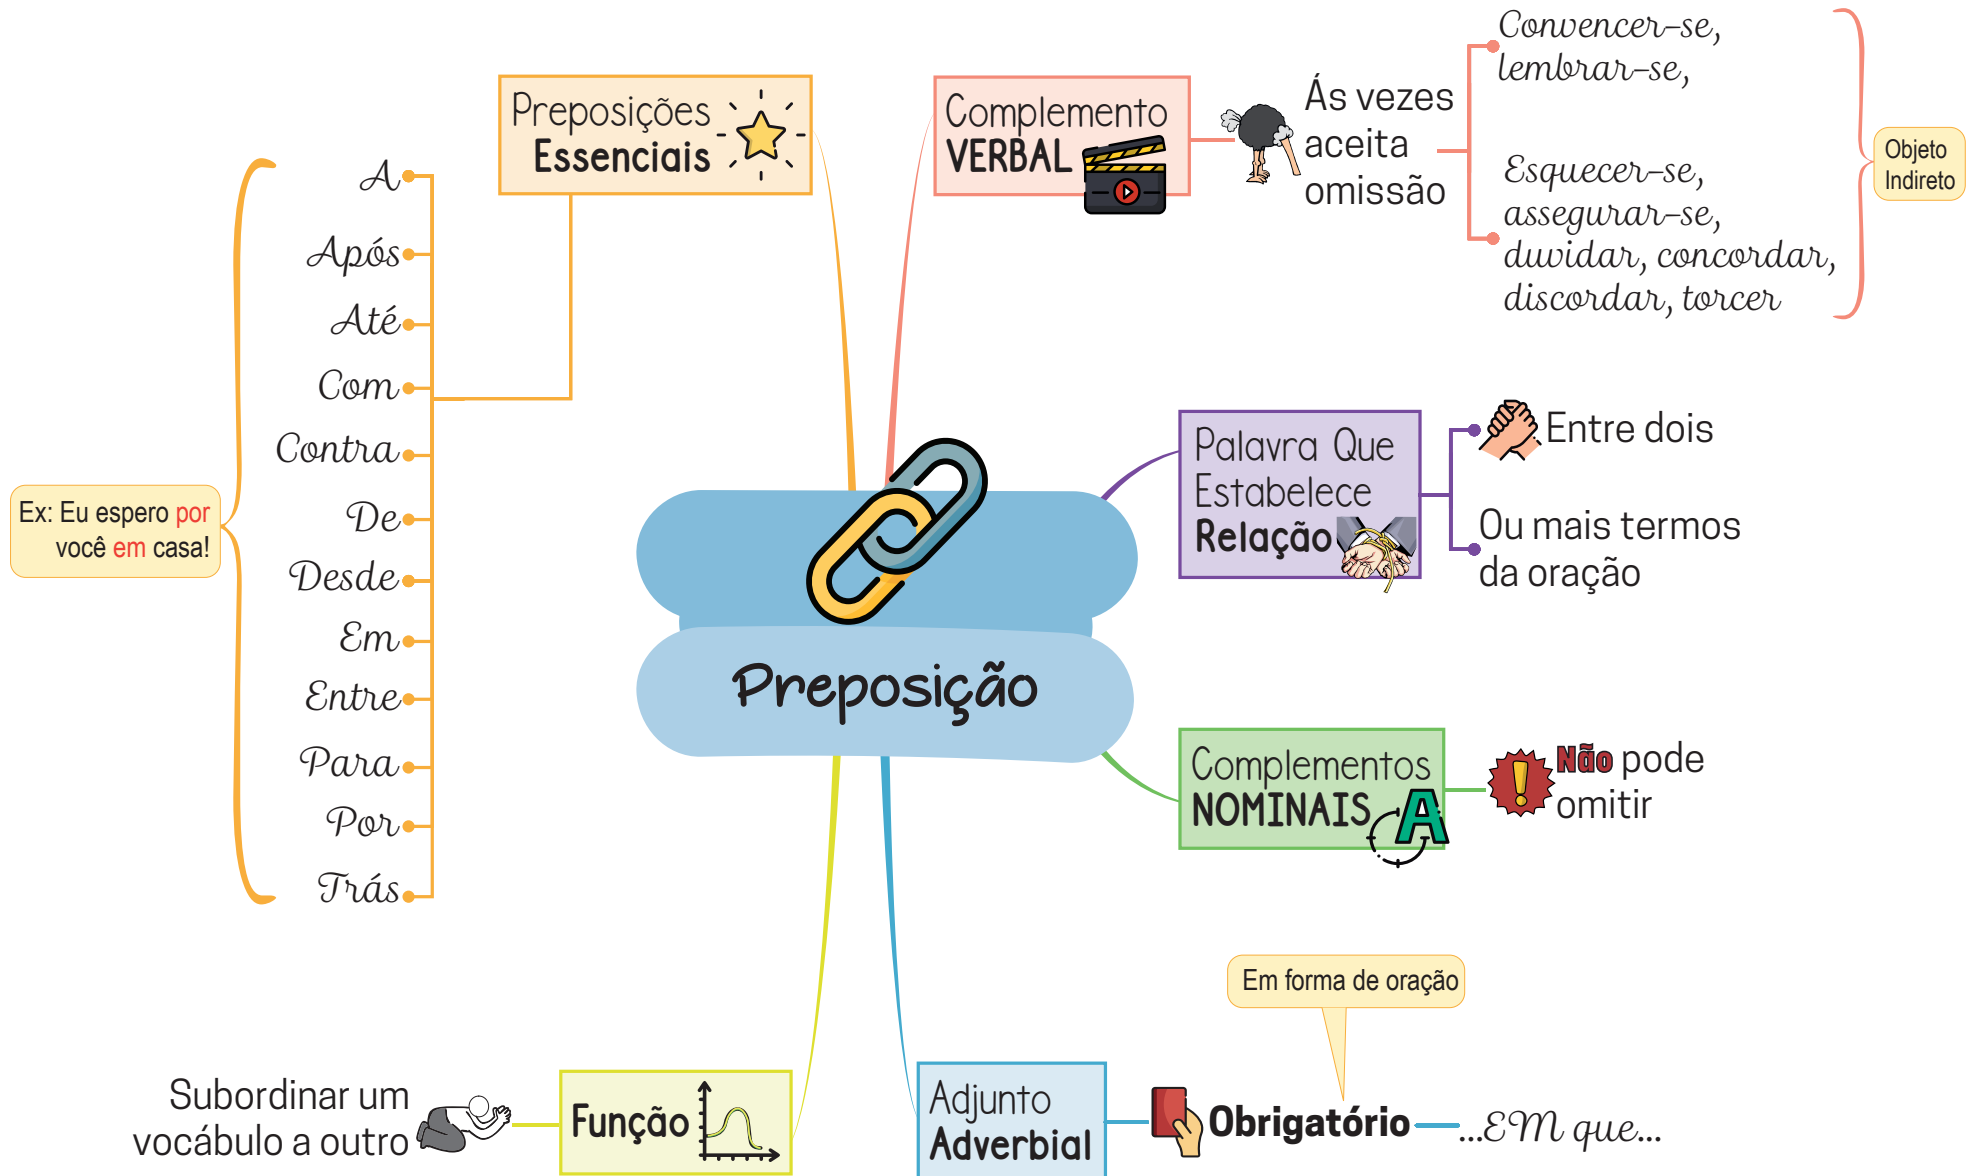 Preposições
Essenciais
A
Após
Até
Com
Contra
De
Desde
Em
Entre
Para
Por
Trás
Ex: Eu espero por
você em casa!
Complemento
VERBAL
Ás vezes
aceita
omissão
Convencer-se,
lembrar-se,
Esquecer-se,
assegurar-se,
duvidar, concordar,
discordar, torcer
Objeto
Indireto
Palavra Que
Estabelece
Relação
Entre dois
Ou mais termos
da oração
Preposição
Complementos
NOMINAIS
A
Não pode
omitir
Em forma de oração
Adjunto
Adverbial
Obrigatório
...EM que...
Função
Subordinar um
vocábulo a outro